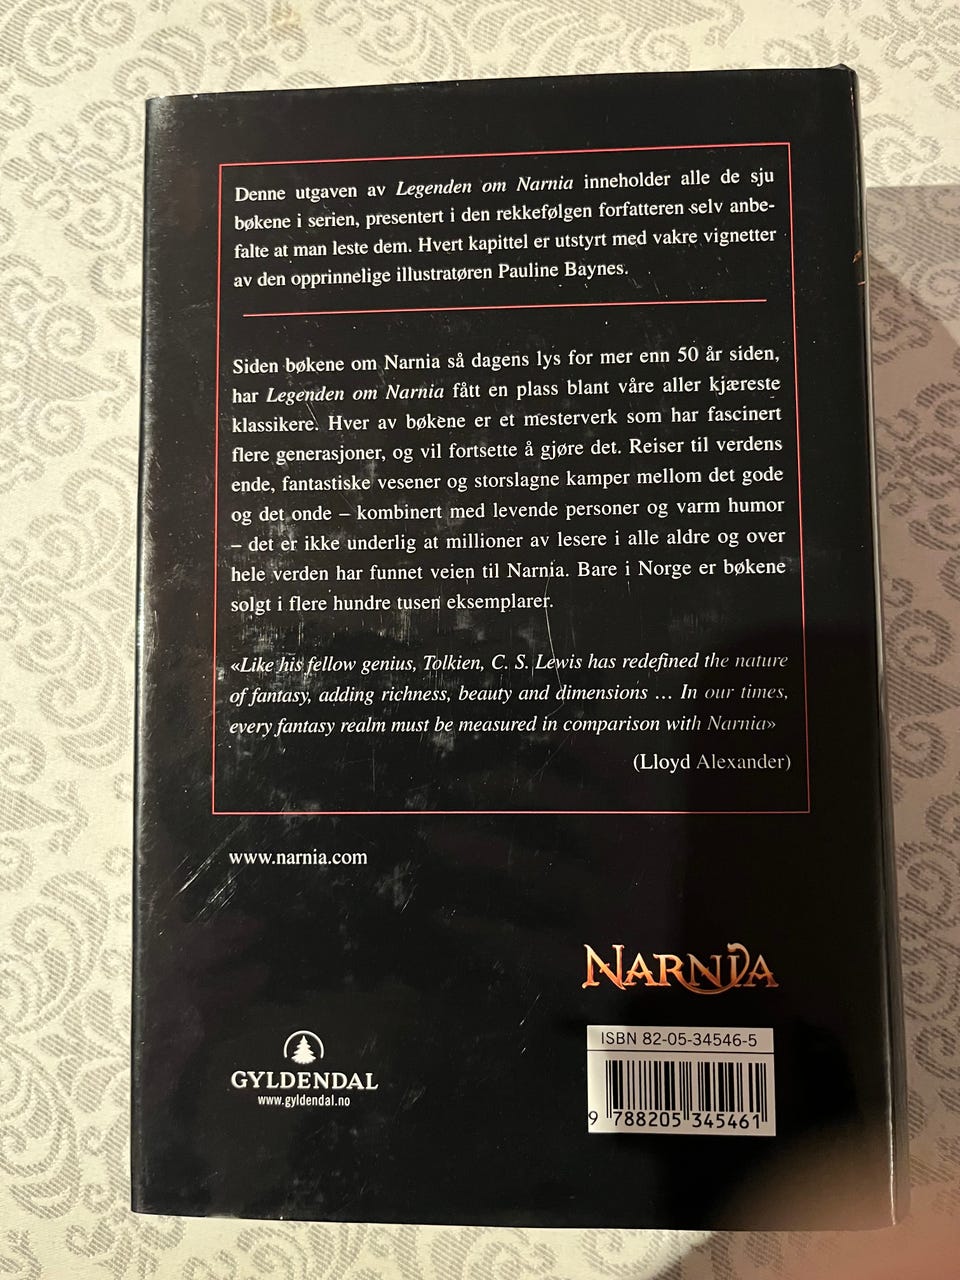 Denne utgaven av Legenden om Narnia inneholder alle de sju
bøkene i serien, presentert i den rekkefølgen forfatteren selv anbe-
falte at man leste dem. Hvert kapittel er utstyrt med vakre vignetter
av den opprinnelige illustratøren Pauline Baynes.
Siden bøkene om Narnia så dagens lys for mer enn 50 år siden,
har Legenden om Narnia fått en plass blant våre aller kjæreste
klassikere. Hver av bøkene er et mesterverk som har fascinert
flere generasjoner, og vil fortsette å gjøre det. Reiser til verdens
ende, fantastiske vesener og storslagne kamper mellom det gode
og det onde – kombinert med levende personer og varm humor
– det er ikke underlig at millioner av lesere i alle aldre og over
hele verden har funnet veien til Narnia. Bare i Norge er bøkene
solgt i flere hundre tusen eksemplarer.
«Like his fellow genius, Tolkien, C. S. Lewis has redefined the nature
of fantasy, adding richness, beauty and dimensions … In our times,
every fantasy realm must be measured in comparison with Narnia»
(Lloyd Alexander)
www.narnia.com
NARNIA
ISBN 82-05-34546-5
9 788205 345461
GYLDENDAL
www.gyldendal.no